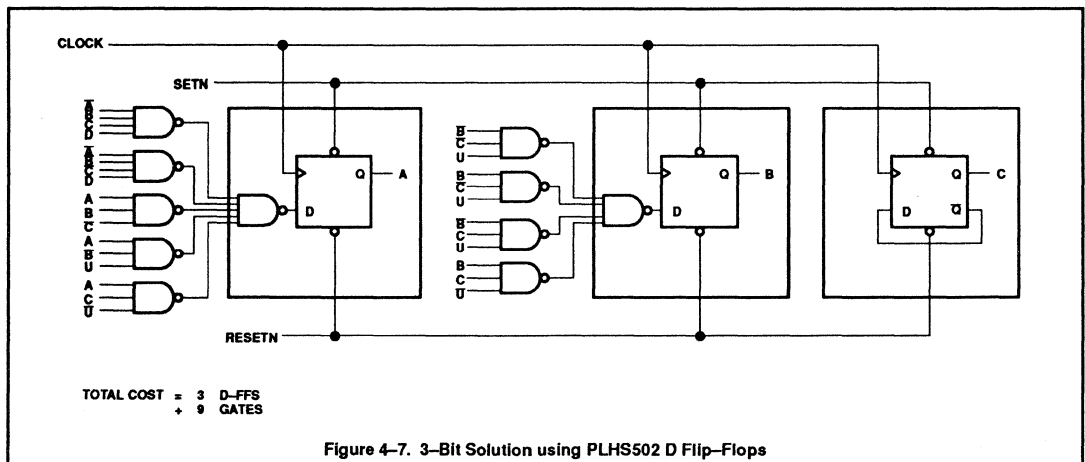 CLOCK
SETN
A̅
B
C
D
A̅
B
C̅
D
A
B
C̅
A
B̅
U
A
C
U̅
D
Q
A
B̅
C̅
U
B
C̅
U
B̅
C
U
B
C
U̅
D
Q
B
D
Q
Q̅
C
RESETN
TOTAL COST = 3 D–FFS
+ 9 GATES
Figure 4–7. 3–Bit Solution using PLHS502 D Flip–Flops